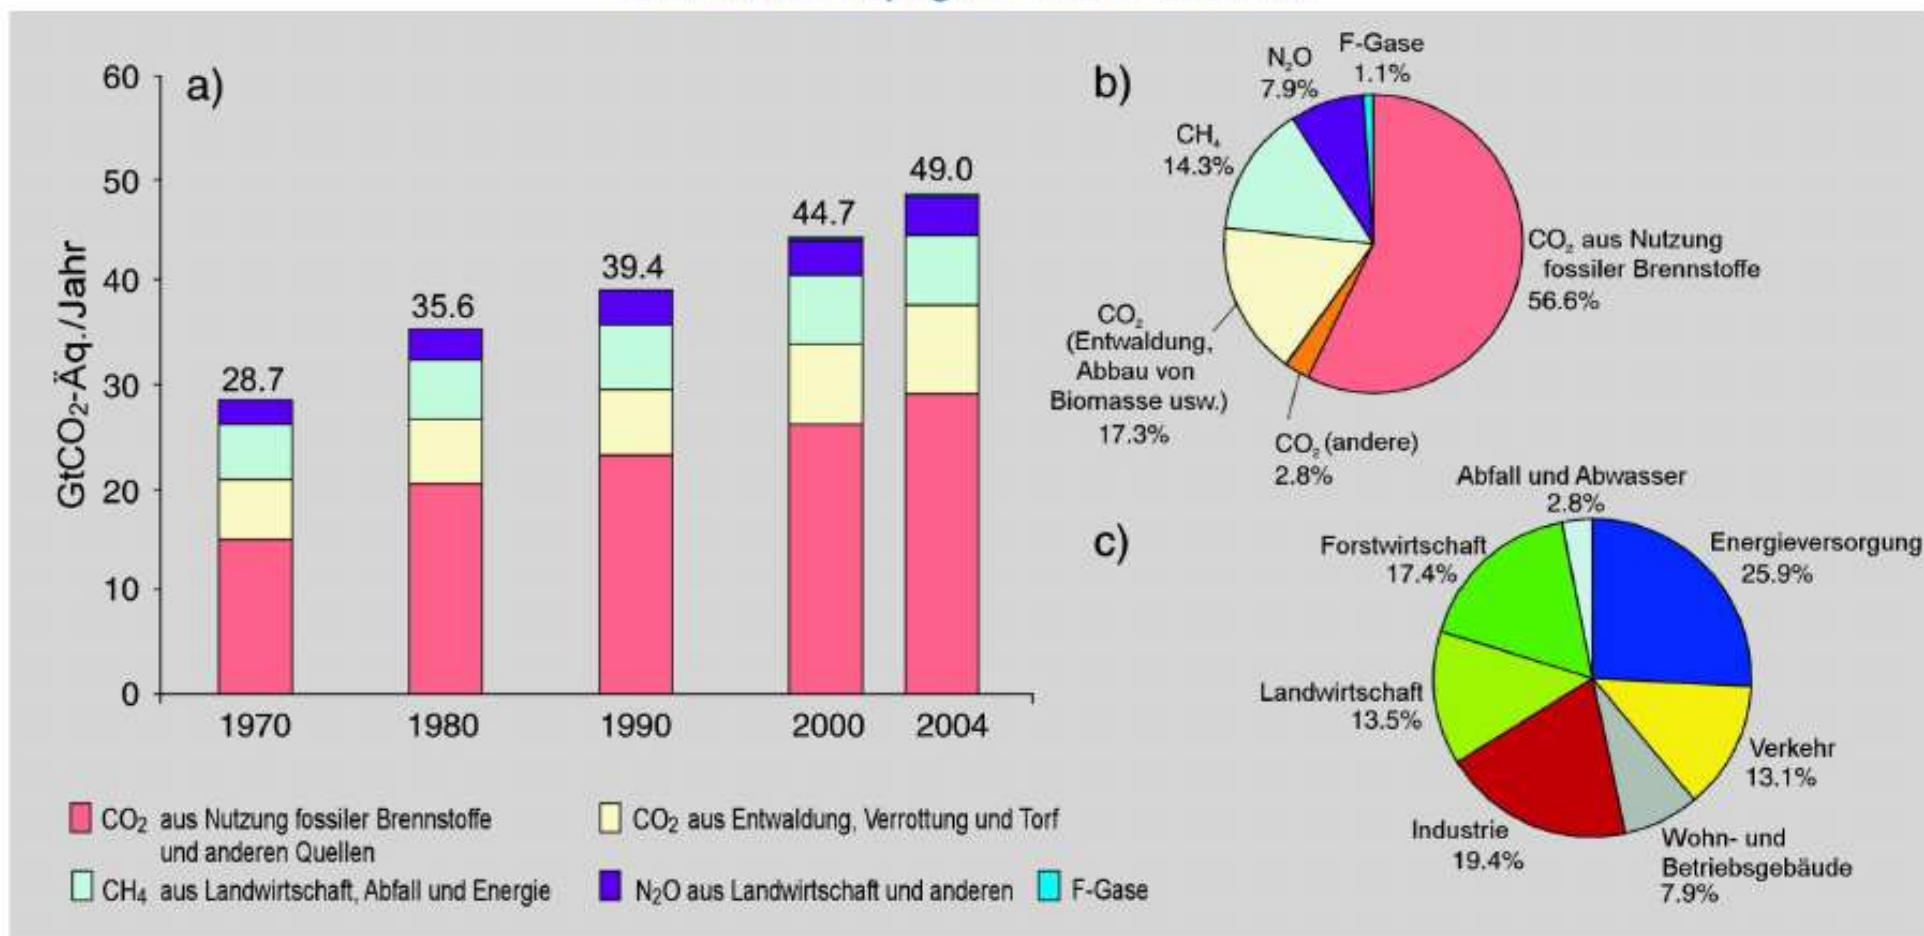 a)
60
50
40
30
20
10
0
GtCO₂-Äq./Jahr
28.7
35.6
39.4
44.7
49.0
1970
1980
1990
2000
2004
CO₂ aus Nutzung fossiler Brennstoffe
und anderen Quellen
CO₂ aus Entwaldung, Verrottung und Torf
CH₄ aus Landwirtschaft, Abfall und Energie
N₂O aus Landwirtschaft und anderen
F-Gase
b)
F-Gase
1.1%
N₂O
7.9%
CH₄
14.3%
CO₂ aus Nutzung
fossiler Brennstoffe
56.6%
CO₂
(Entwaldung,
Abbau von
Biomasse usw.)
17.3%
CO₂ (andere)
2.8%
c)
Abfall und Abwasser
2.8%
Forstwirtschaft
17.4%
Energieversorgung
25.9%
Landwirtschaft
13.5%
Verkehr
13.1%
Industrie
19.4%
Wohn- und
Betriebsgebäude
7.9%